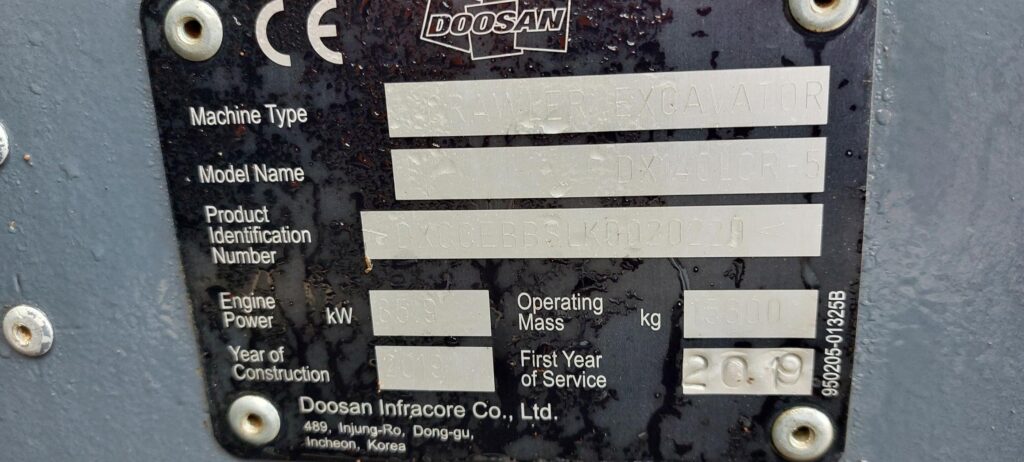 CE DOOSAN
Machine Type CRAWLER EXCAVATOR
Model Name DX140LCR-5
Product
Identification
Number
Engine
Power kW
Operating
Mass kg
Year of
Construction
First Year
of Service 2019
Doosan Infracore Co., Ltd.
489, Injung-Ro, Dong-gu,
Incheon, Korea
950205-01325B